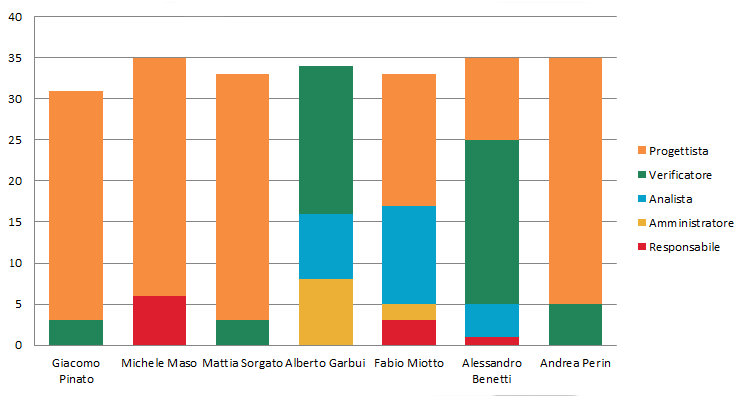 40
35
30
25
20
15
10
5
0
Giacomo
Pinato
Michele Maso
Mattia Sorgato
Alberto Garbui
Fabio Miotto
Alessandro
Benetti
Andrea Perin
Progettista
Verificatore
Analista
Amministratore
Responsabile